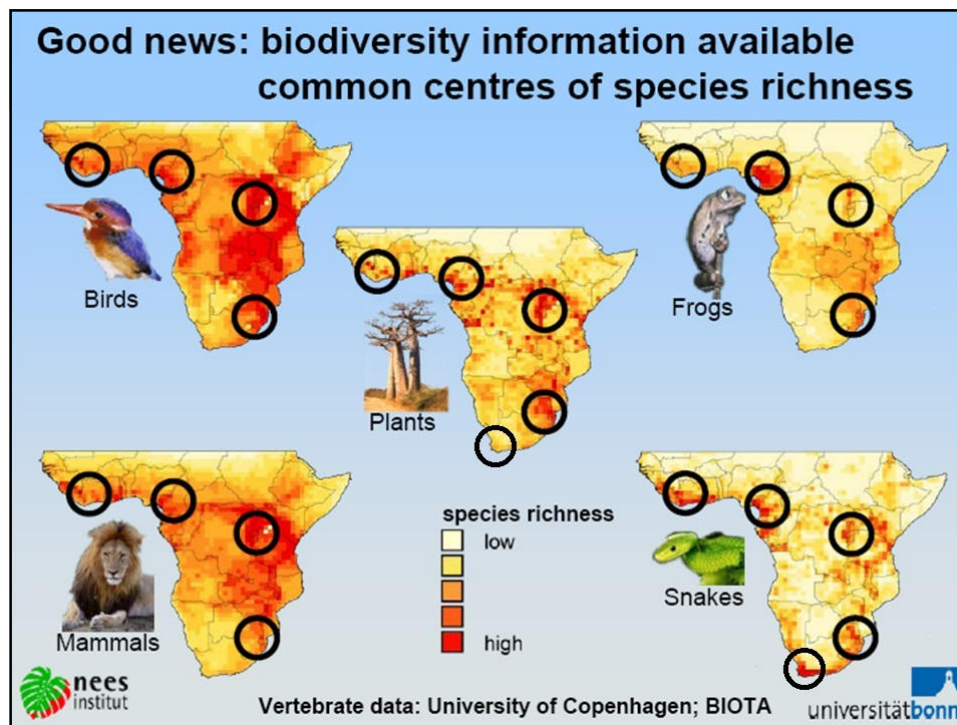 Good news: biodiversity information available
common centres of species richness
Birds
Frogs
Plants
species richness
low
high
Mammals
Snakes
nees
institut
Vertebrate data: University of Copenhagen; BIOTA
universitätbonn